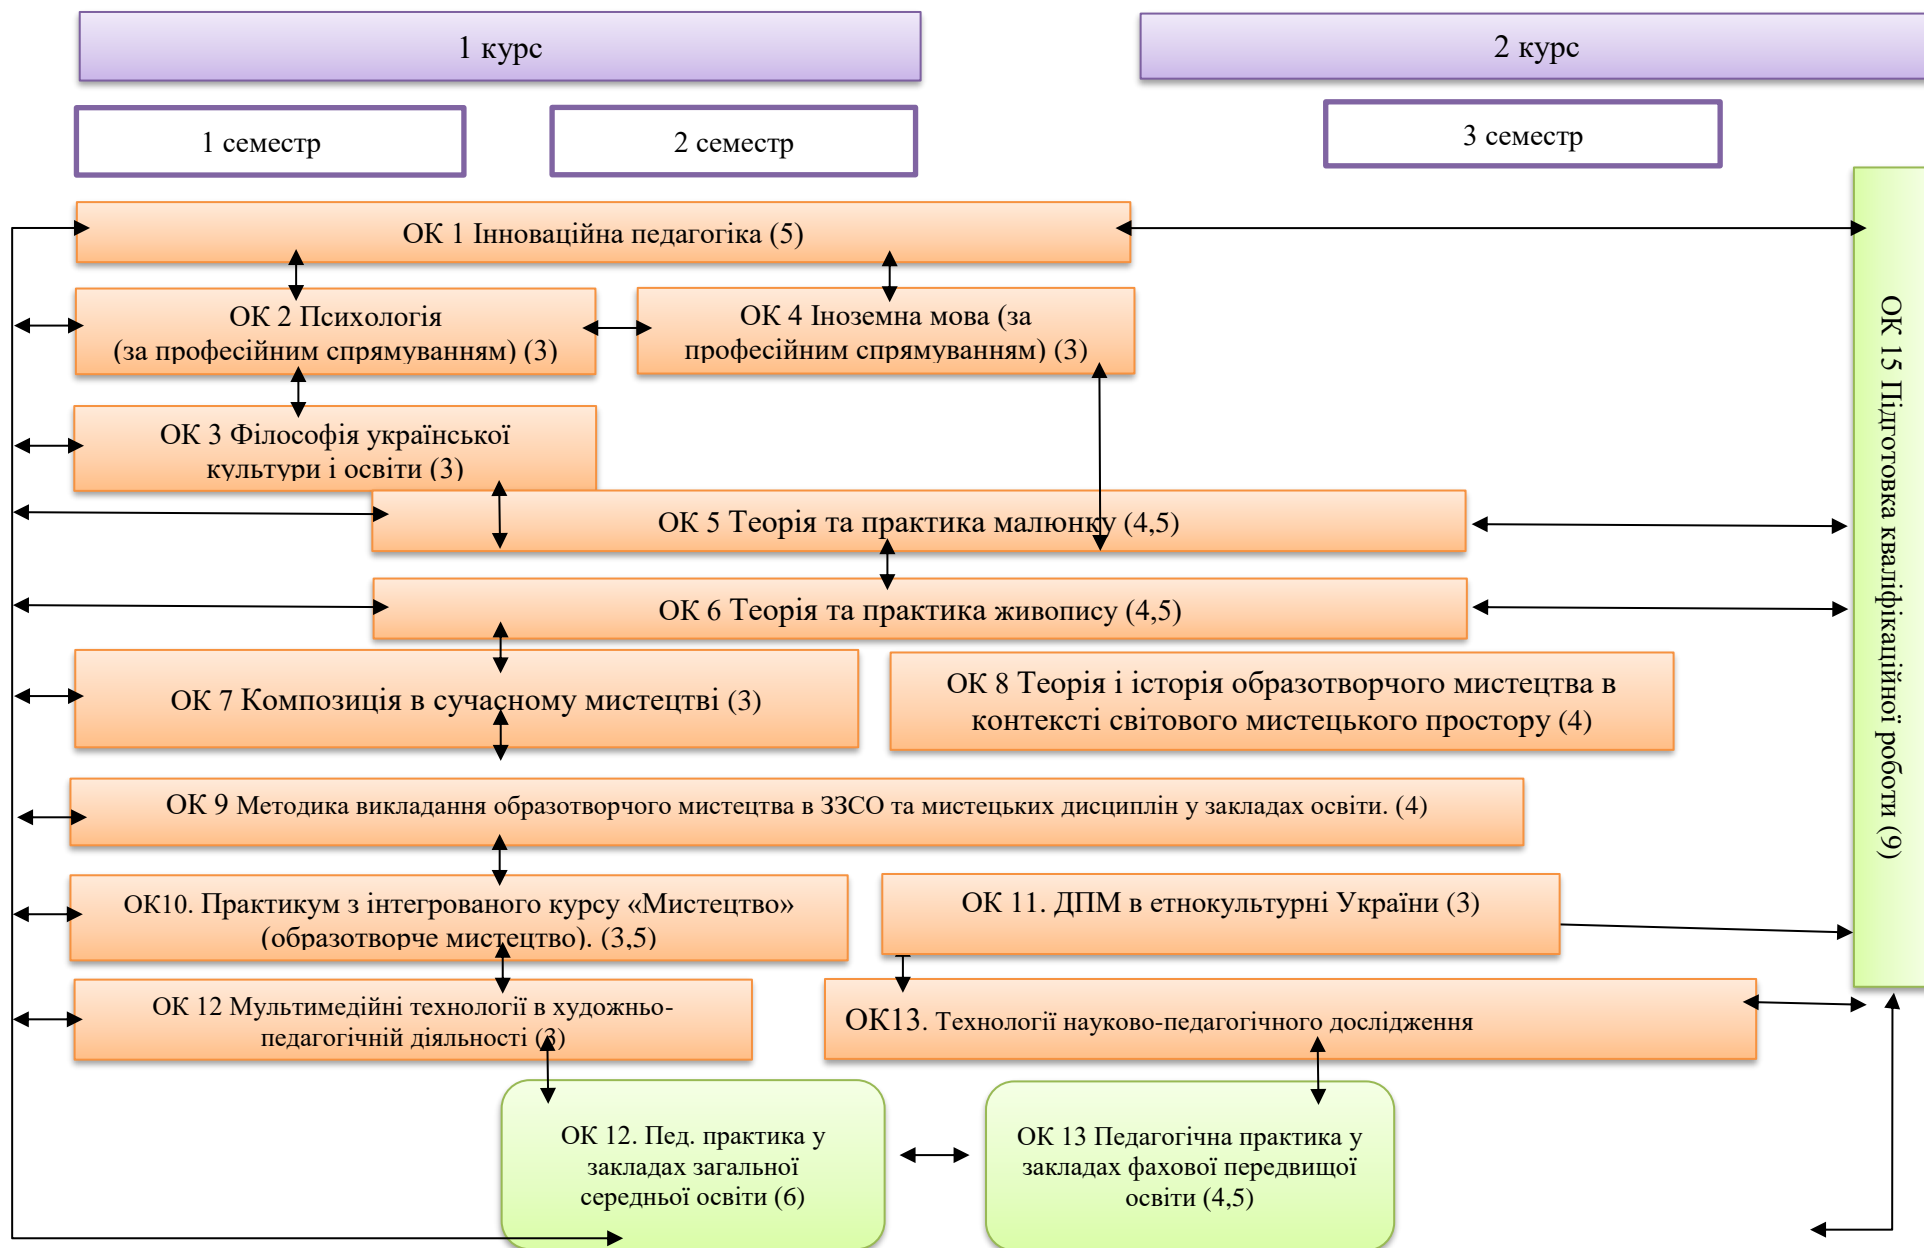 1 курс
2 курс
1 семестр
2 семестр
3 семестр
ОК 1 Інноваційна педагогіка (5)
ОК 2 Психологія
(за професійним спрямуванням) (3)
ОК 4 Іноземна мова (за
професійним спрямуванням) (3)
ОК 3 Філософія української
культури і освіти (3)
ОК 5 Теорія та практика малюнку (4,5)
ОК 6 Теорія та практика живопису (4,5)
ОК 7 Композиція в сучасному мистецтві (3)
ОК 8 Теорія і історія образотворчого мистецтва в
контексті світового мистецького простору (4)
ОК 9 Методика викладання образотворчого мистецтва в ЗЗСО та мистецьких дисциплін у закладах освіти. (4)
ОК10. Практикум з інтегрованого курсу «Мистецтво»
(образотворче мистецтво). (3,5)
ОК 11. ДПМ в етнокультурні України (3)
ОК 12 Мультимедійні технології в художньо-
педагогічній діяльності (3)
ОК13. Технології науково-педагогічного дослідження
ОК 12. Пед. практика у
закладах загальної
середньої освіти (6)
ОК 13 Педагогічна практика у
закладах фахової передвищої
освіти (4,5)
ОК 15 Підготовка кваліфікаційної роботи (9)